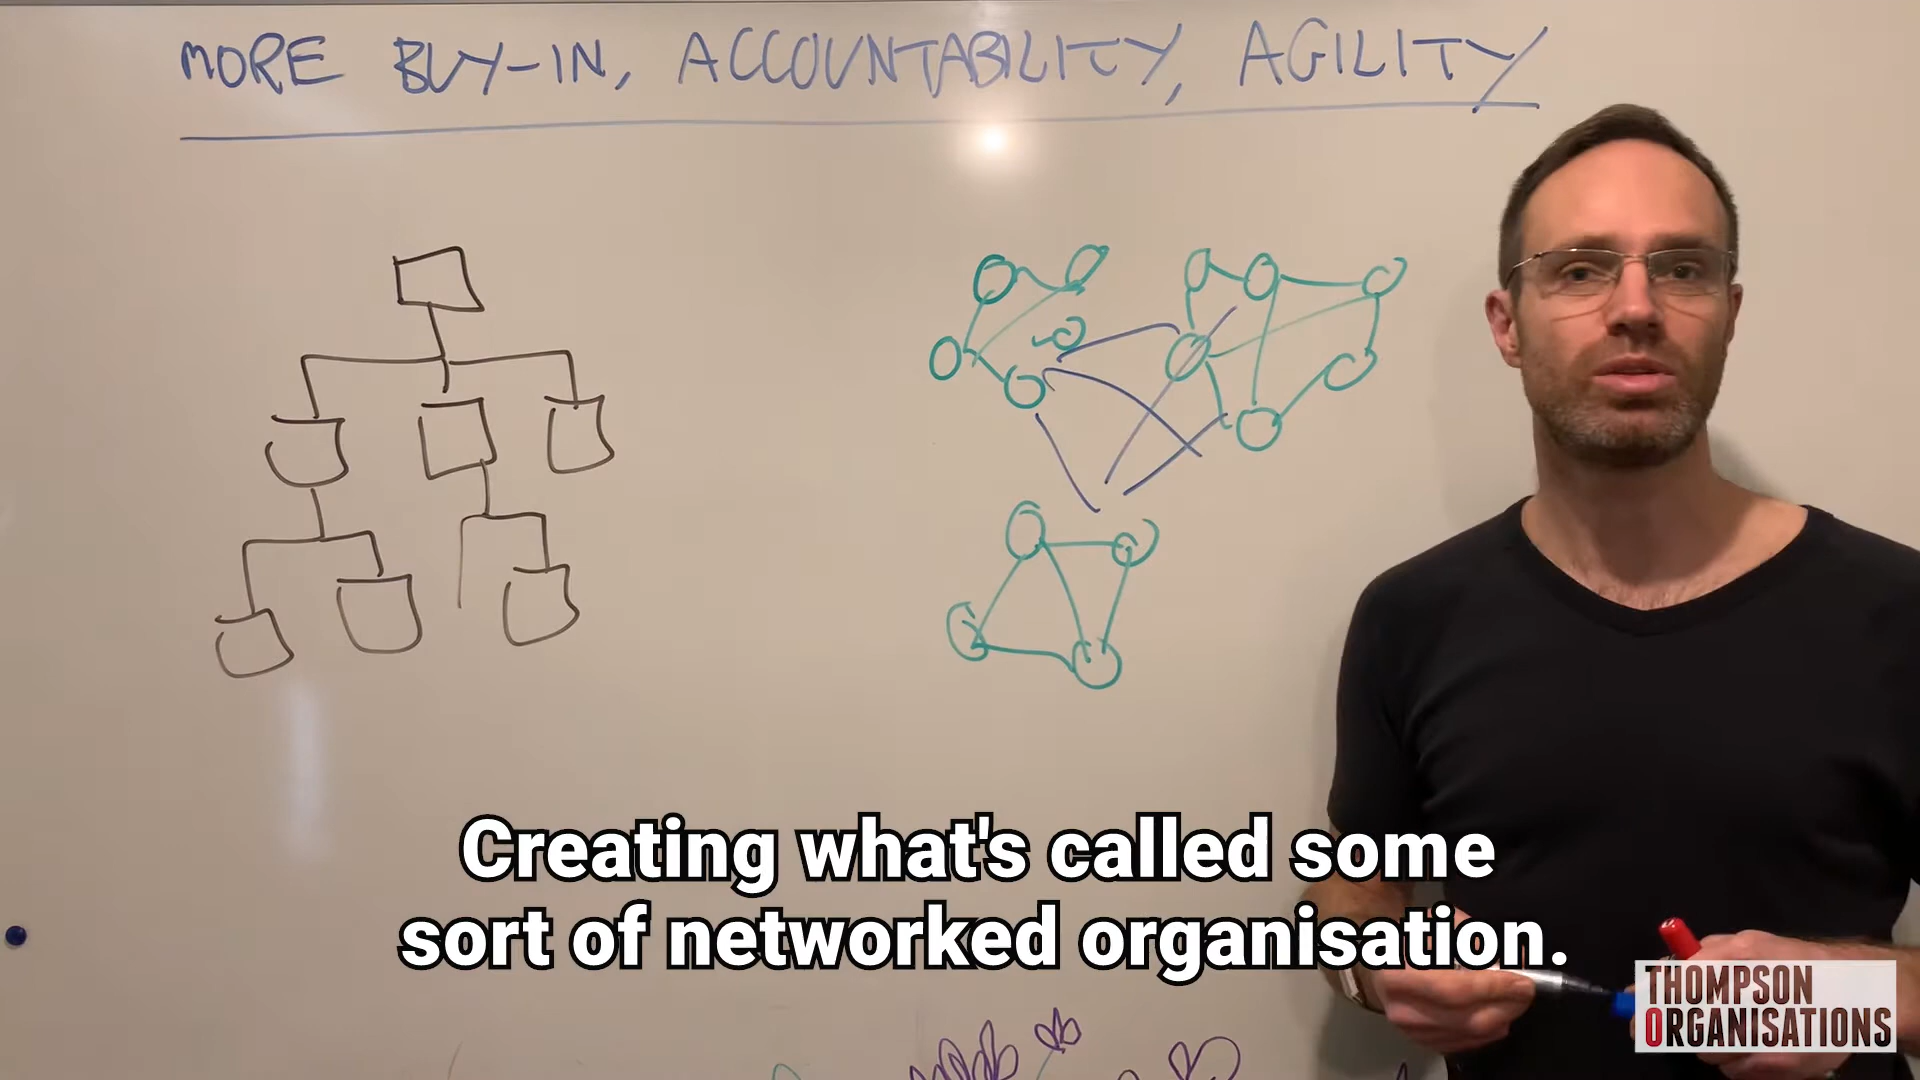 MORE BUY-IN, ACCOUNTABILITY, AGILITY
Creating what's called some
sort of networked organisation.
THOMPSON
ORGANISATIONS